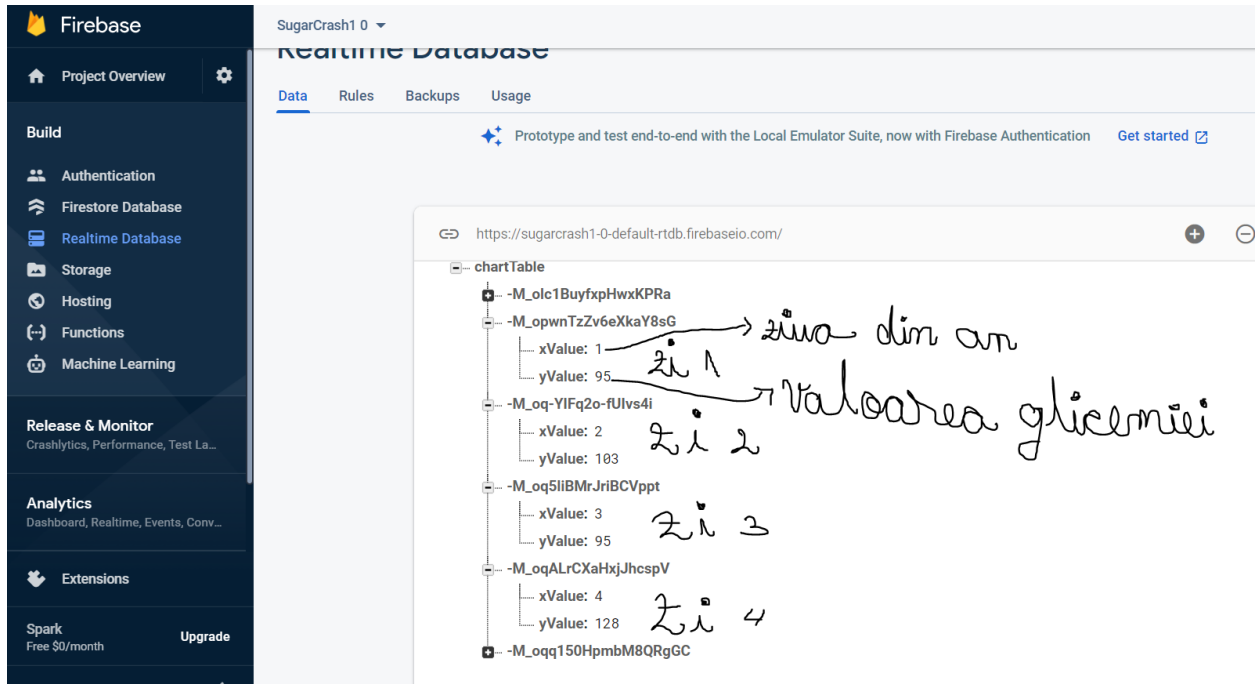 Firebase
SugarCrash1 0
Realtime Database
Project Overview
Data Rules Backups Usage
Build
Prototype and test end-to-end with the Local Emulator Suite, now with Firebase Authentication Get started
Authentication
Firestore Database
Realtime Database
Storage
Hosting
Functions
Machine Learning
Release & Monitor
Crashlytics, Performance, Test La...
Analytics
Dashboard, Realtime, Events, Conv...
Extensions
Spark
Free $0/month
Upgrade
https://sugarcrash1-0-default-rtdb.firebaseio.com/
chartTable
-M_olc1BuyfxpHwxKPRa
-M_opwnTzZv6eXkaY8sG
xValue: 1 ziua din an
zi 1
yValue: 95 Valoarea glicemiei
-M_oq-YIFq2o-fUIvs4i
xValue: 2
zi 2
yValue: 103
-M_oq5IiBMrJriBCVppt
xValue: 3
zi 3
yValue: 95
-M_oqALrCXaHxjJhcspV
xValue: 4
zi 4
yValue: 128
-M_oqq150HpmbM8QRgGC